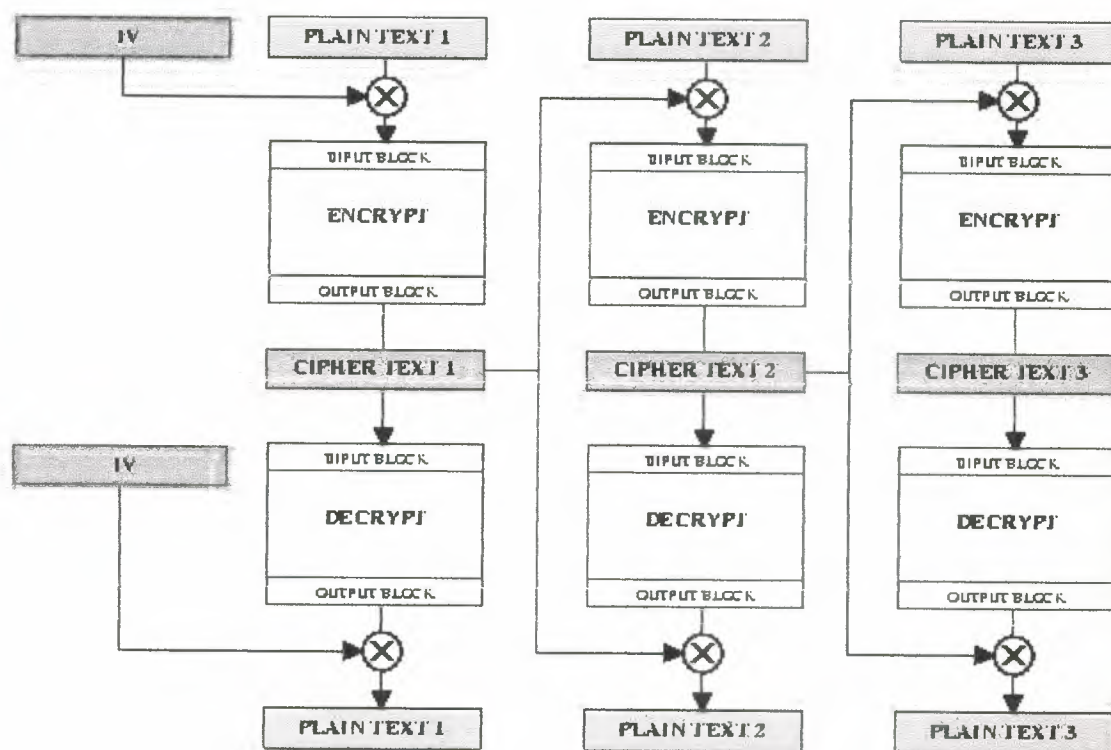 IV PLAIN TEXT 1 PLAIN TEXT 2 PLAIN TEXT 3
INPUT BLOCK INPUT BLOCK INPUT BLOCK
ENCRYPT ENCRYPT ENCRYPT
OUTPUT BLOCK OUTPUT BLOCK OUTPUT BLOCK
CIPHER TEXT 1 CIPHER TEXT 2 CIPHER TEXT 3
IV INPUT BLOCK INPUT BLOCK INPUT BLOCK
DECRYPT DECRYPT DECRYPT
OUTPUT BLOCK OUTPUT BLOCK OUTPUT BLOCK
PLAIN TEXT 1 PLAIN TEXT 2 PLAIN TEXT 3